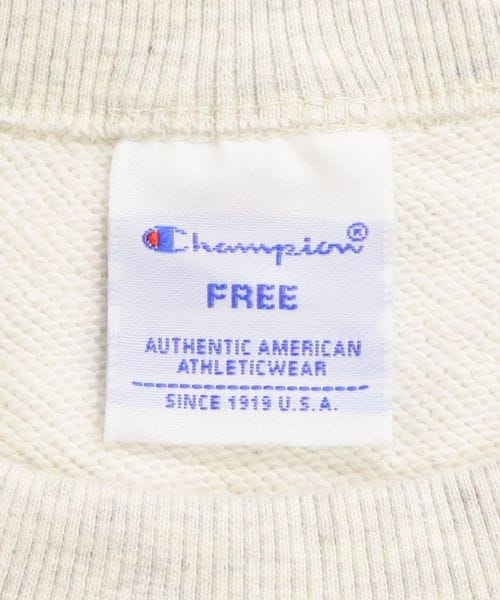 Champion®
FREE
AUTHENTIC AMERICAN
ATHLETICWEAR
SINCE 1919 U.S.A.